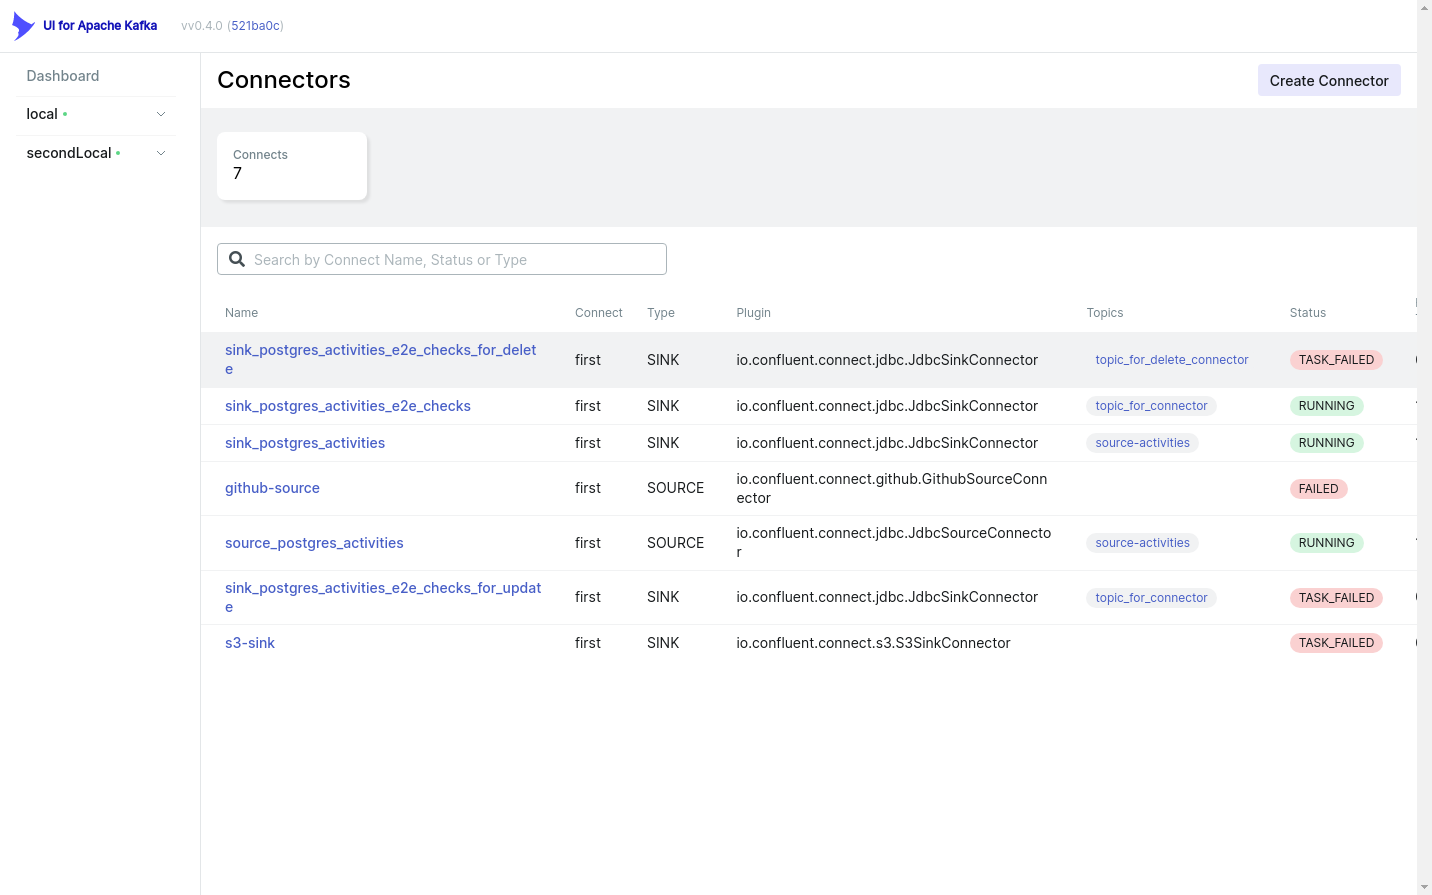 UI for Apache Kafka vv0.4.0 (521ba0c)
Dashboard
local
secondLocal
Connectors
Create Connector
Connects
7
Search by Connect Name, Status or Type
Name Connect Type Plugin Topics Status
sink_postgres_activities_e2e_checks_for_delet
e
first SINK io.confluent.connect.jdbc.JdbcSinkConnector topic_for_delete_connector TASK_FAILED
sink_postgres_activities_e2e_checks first SINK io.confluent.connect.jdbc.JdbcSinkConnector topic_for_connector RUNNING
sink_postgres_activities first SINK io.confluent.connect.jdbc.JdbcSinkConnector source-activities RUNNING
github-source first SOURCE io.confluent.connect.github.GithubSourceConn
ector
FAILED
source_postgres_activities first SOURCE io.confluent.connect.jdbc.JdbcSourceConnecto
r
source-activities RUNNING
sink_postgres_activities_e2e_checks_for_updat
e
first SINK io.confluent.connect.jdbc.JdbcSinkConnector topic_for_connector TASK_FAILED
s3-sink first SINK io.confluent.connect.s3.S3SinkConnector TASK_FAILED